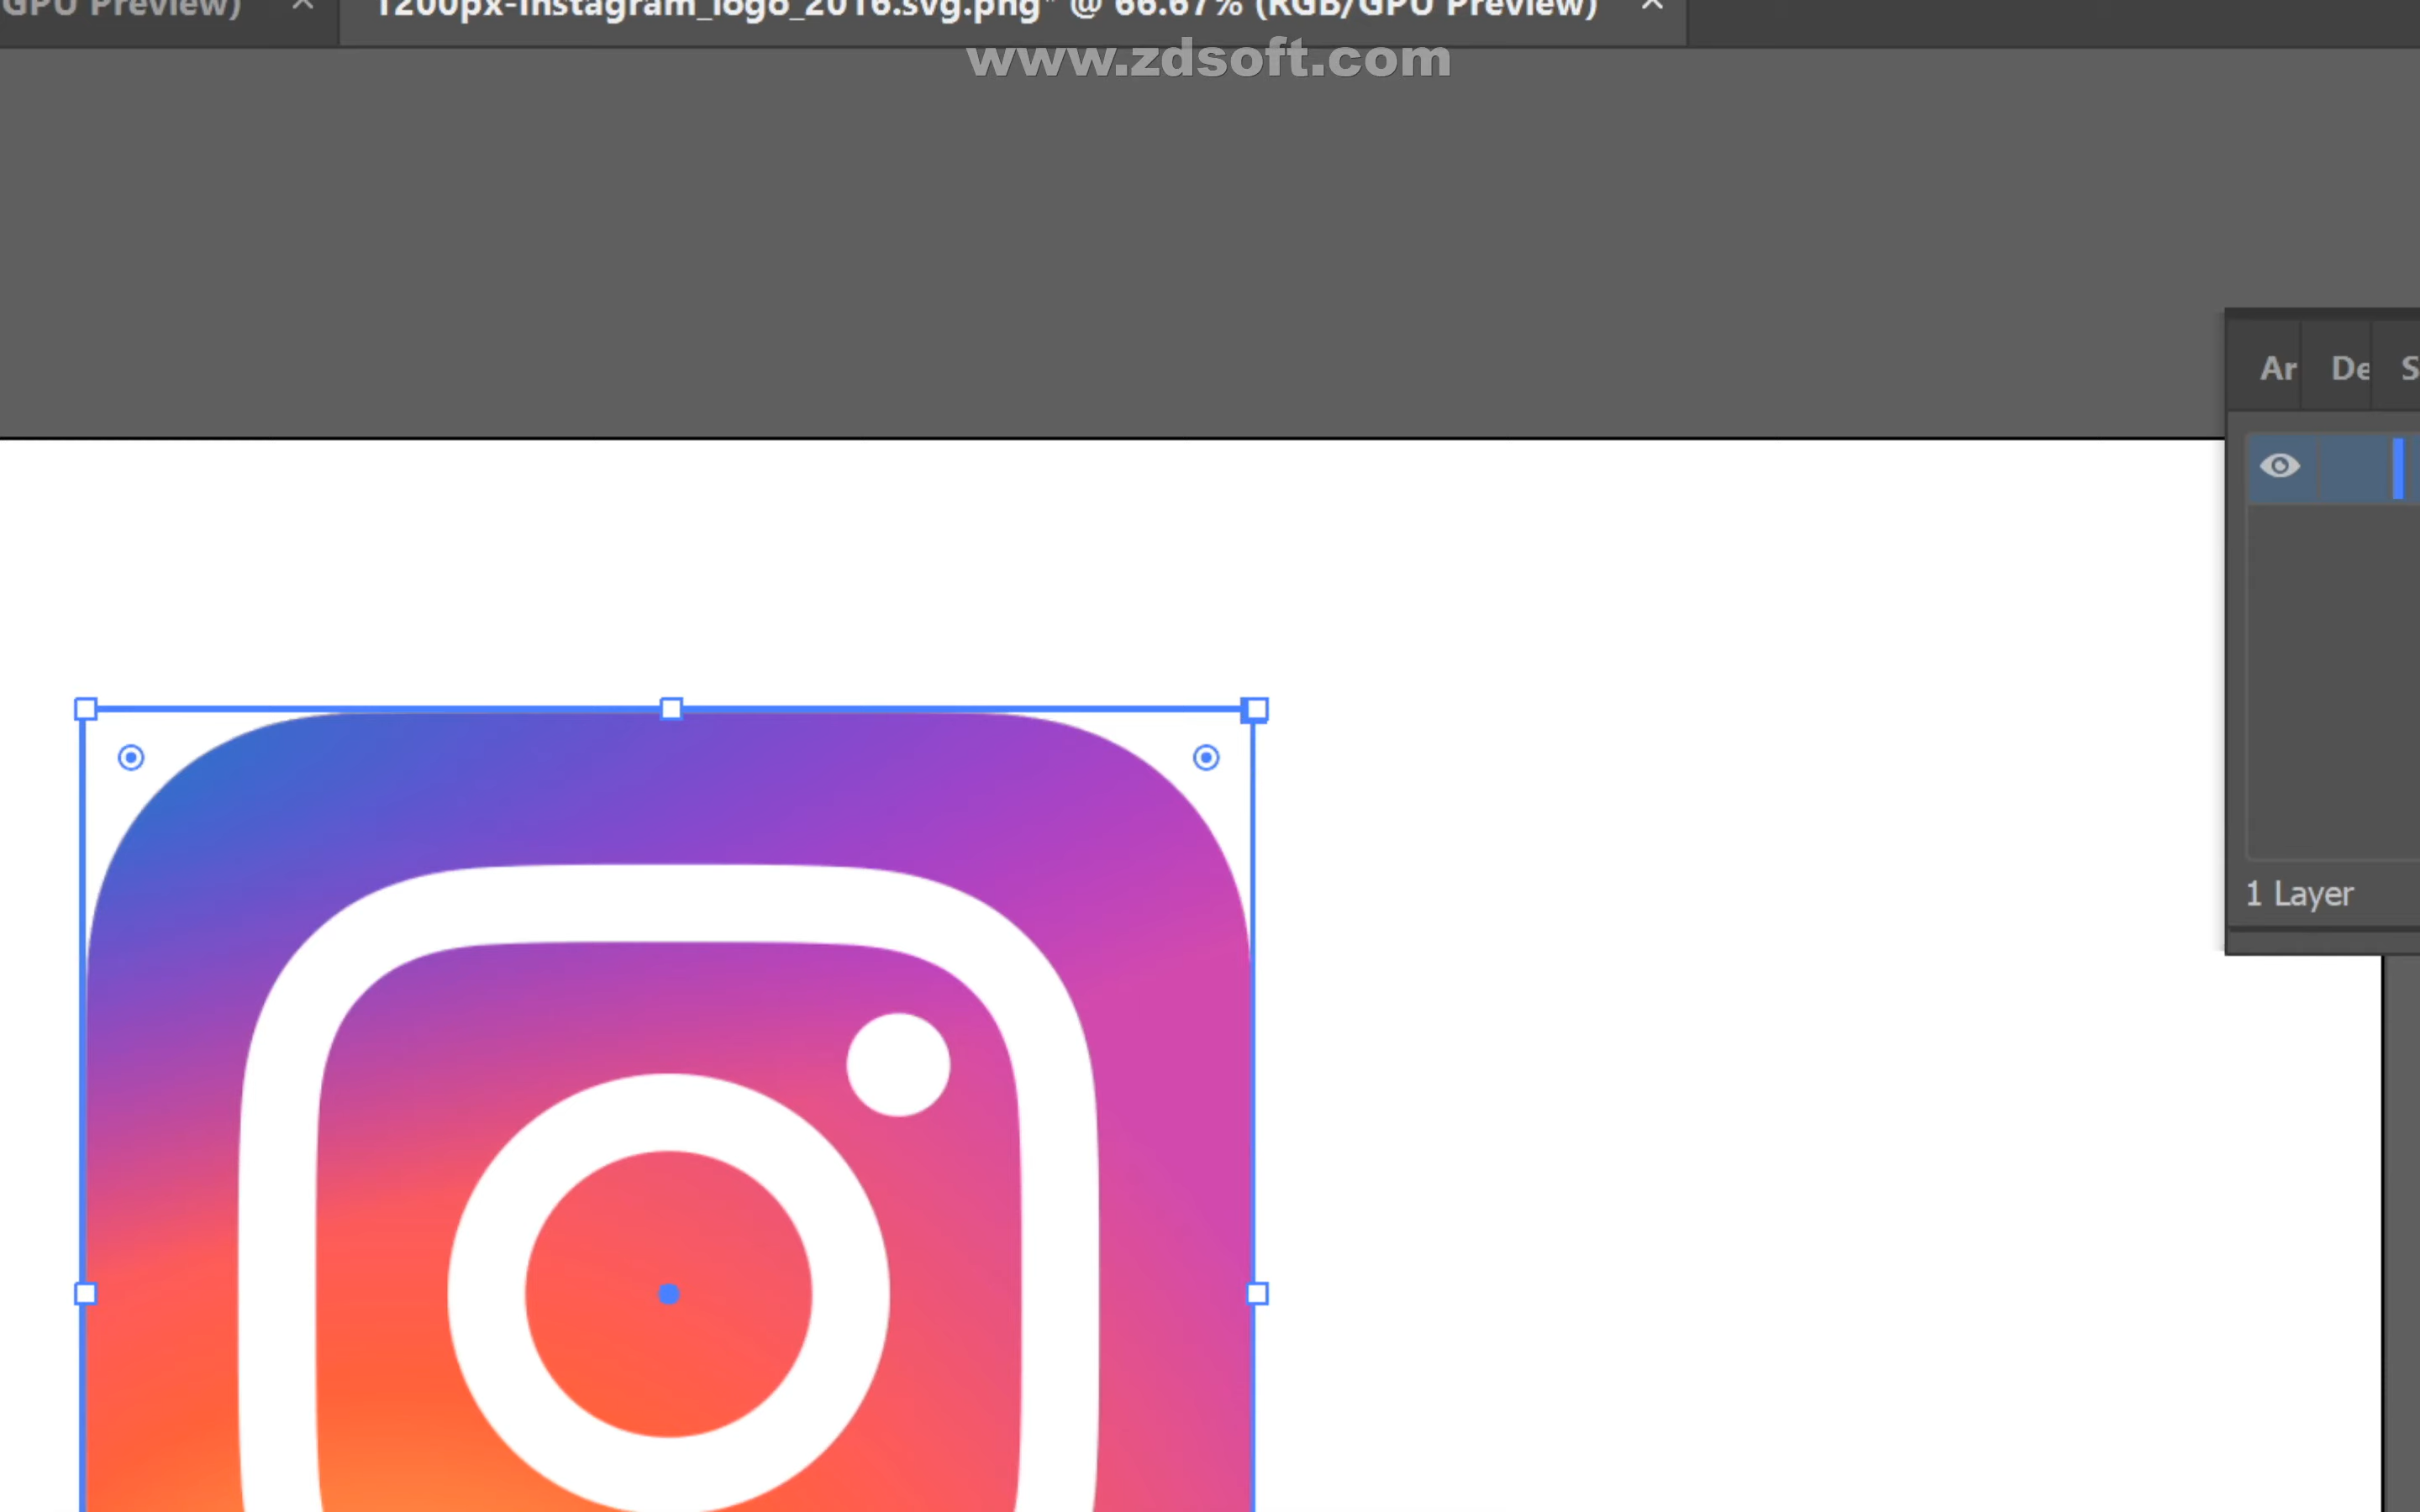 GPU Preview) ×
1200px-Instagram_logo_2016.svg.png* @ 66.67% (RGB/GPU Preview) ×
www.zdsoft.com
Ar De S
1 Layer